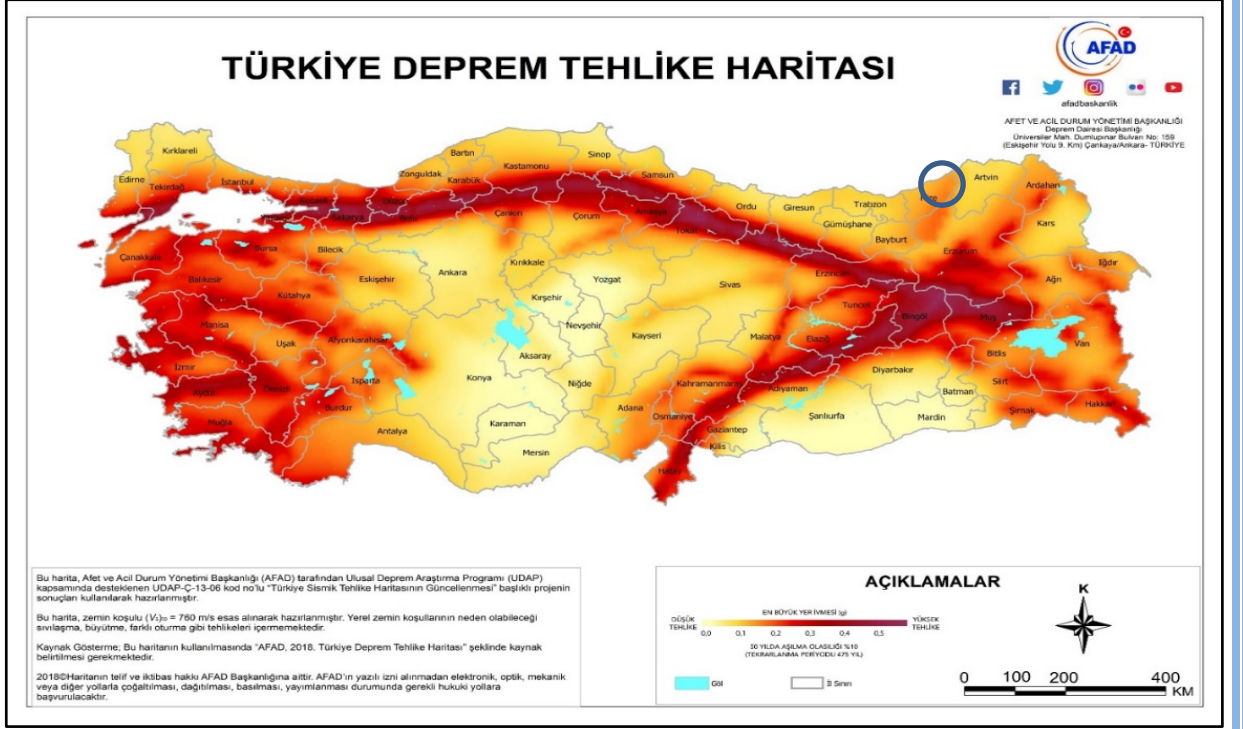 TÜRKİYE DEPREM TEHLİKE HARİTASI
AFAD
afadbaskanlik
AFET VE ACİL DURUM YÖNETİMİ BAŞKANLIĞI
Deprem Dairesi Başkanlığı
Üniversiler Mah. Dumlupınar Bulvarı No: 159
(Eskişehir Yolu 9. Km) Çankaya/Ankara- TÜRKİYE
Kırklareli
Edirne
Tekirdağ
İstanbul
Kocaeli
Sakarya
Düzce
Bolu
Zonguldak
Bartın
Karabük
Kastamonu
Sinop
Samsun
Çankırı
Çorum
Amasya
Tokat
Ordu
Giresun
Trabzon
Gümüşhane
Bayburt
Rize
Artvin
Ardahan
Kars
Erzurum
Iğdır
Ağrı
Çanakkale
Balıkesir
Bursa
Bilecik
Kütahya
Eskişehir
Ankara
Kırıkkale
Kırşehir
Yozgat
Sivas
Erzincan
Tunceli
Bingöl
Muş
Van
Bitlis
Manisa
Uşak
Afyonkarahisar
İzmir
Aydın
Denizli
Isparta
Burdur
Muğla
Antalya
Konya
Aksaray
Nevşehir
Niğde
Kayseri
Malatya
Elazığ
Diyarbakır
Batman
Siirt
Şırnak
Hakkari
Kahramanmaraş
Adıyaman
Adana
Osmaniye
Gaziantep
Kilis
Hatay
Şanlıurfa
Mardin
Karaman
Mersin
Bu harita, Afet ve Acil Durum Yönetimi Başkanlığı (AFAD) tarafından Ulusal Deprem Araştırma Programı (UDAP)
kapsamında desteklenen UDAP-Ç-13-06 kod no'lu "Türkiye Sismik Tehlike Haritasının Güncellenmesi" başlıklı projenin
sonuçları kullanılarak hazırlanmıştır.
Bu harita, zemin koşulu (Vₛ)₃₀ = 760 m/s esas alınarak hazırlanmıştır. Yerel zemin koşullarının neden olabileceği
sıvılaşma, büyütme, farklı oturma gibi tehlikeleri içermemektedir.
Kaynak Gösterme; Bu haritanın kullanılmasında "AFAD, 2018. Türkiye Deprem Tehlike Haritası" şeklinde kaynak
belirtilmesi gerekmektedir.
2018©Haritanın telif ve iktibas hakkı AFAD Başkanlığına aittir. AFAD'ın yazılı izni alınmadan elektronik, optik, mekanik
veya diğer yollarla çoğaltılması, dağıtılması, basılması, yayımlanması durumunda gerekli hukuki yollara
başvurulacaktır.
AÇIKLAMALAR
EN BÜYÜK YER İVMESİ (g)
DÜŞÜK TEHLİKE
YÜKSEK TEHLİKE
0,0 0,1 0,2 0,3 0,4 0,5
50 YILDA AŞILMA OLASILIĞI %10
(TEKRARLANMA PERİYODU 475 YIL)
Göl
İl Sınırı
K
0 100 200 400
KM